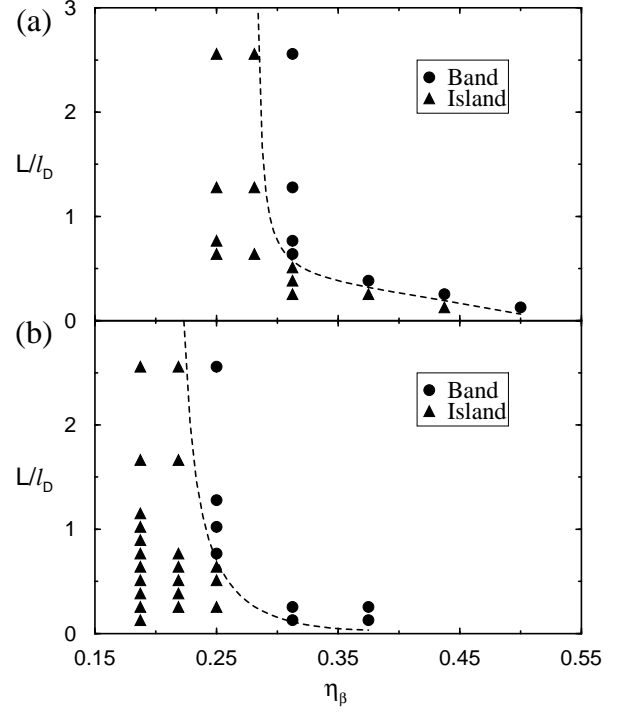 (a)
3
2
1
0
L/l_D
Band
Island
(b)
2
1
0
L/l_D
Band
Island
0.15 0.25 0.35 0.45 0.55
η_β